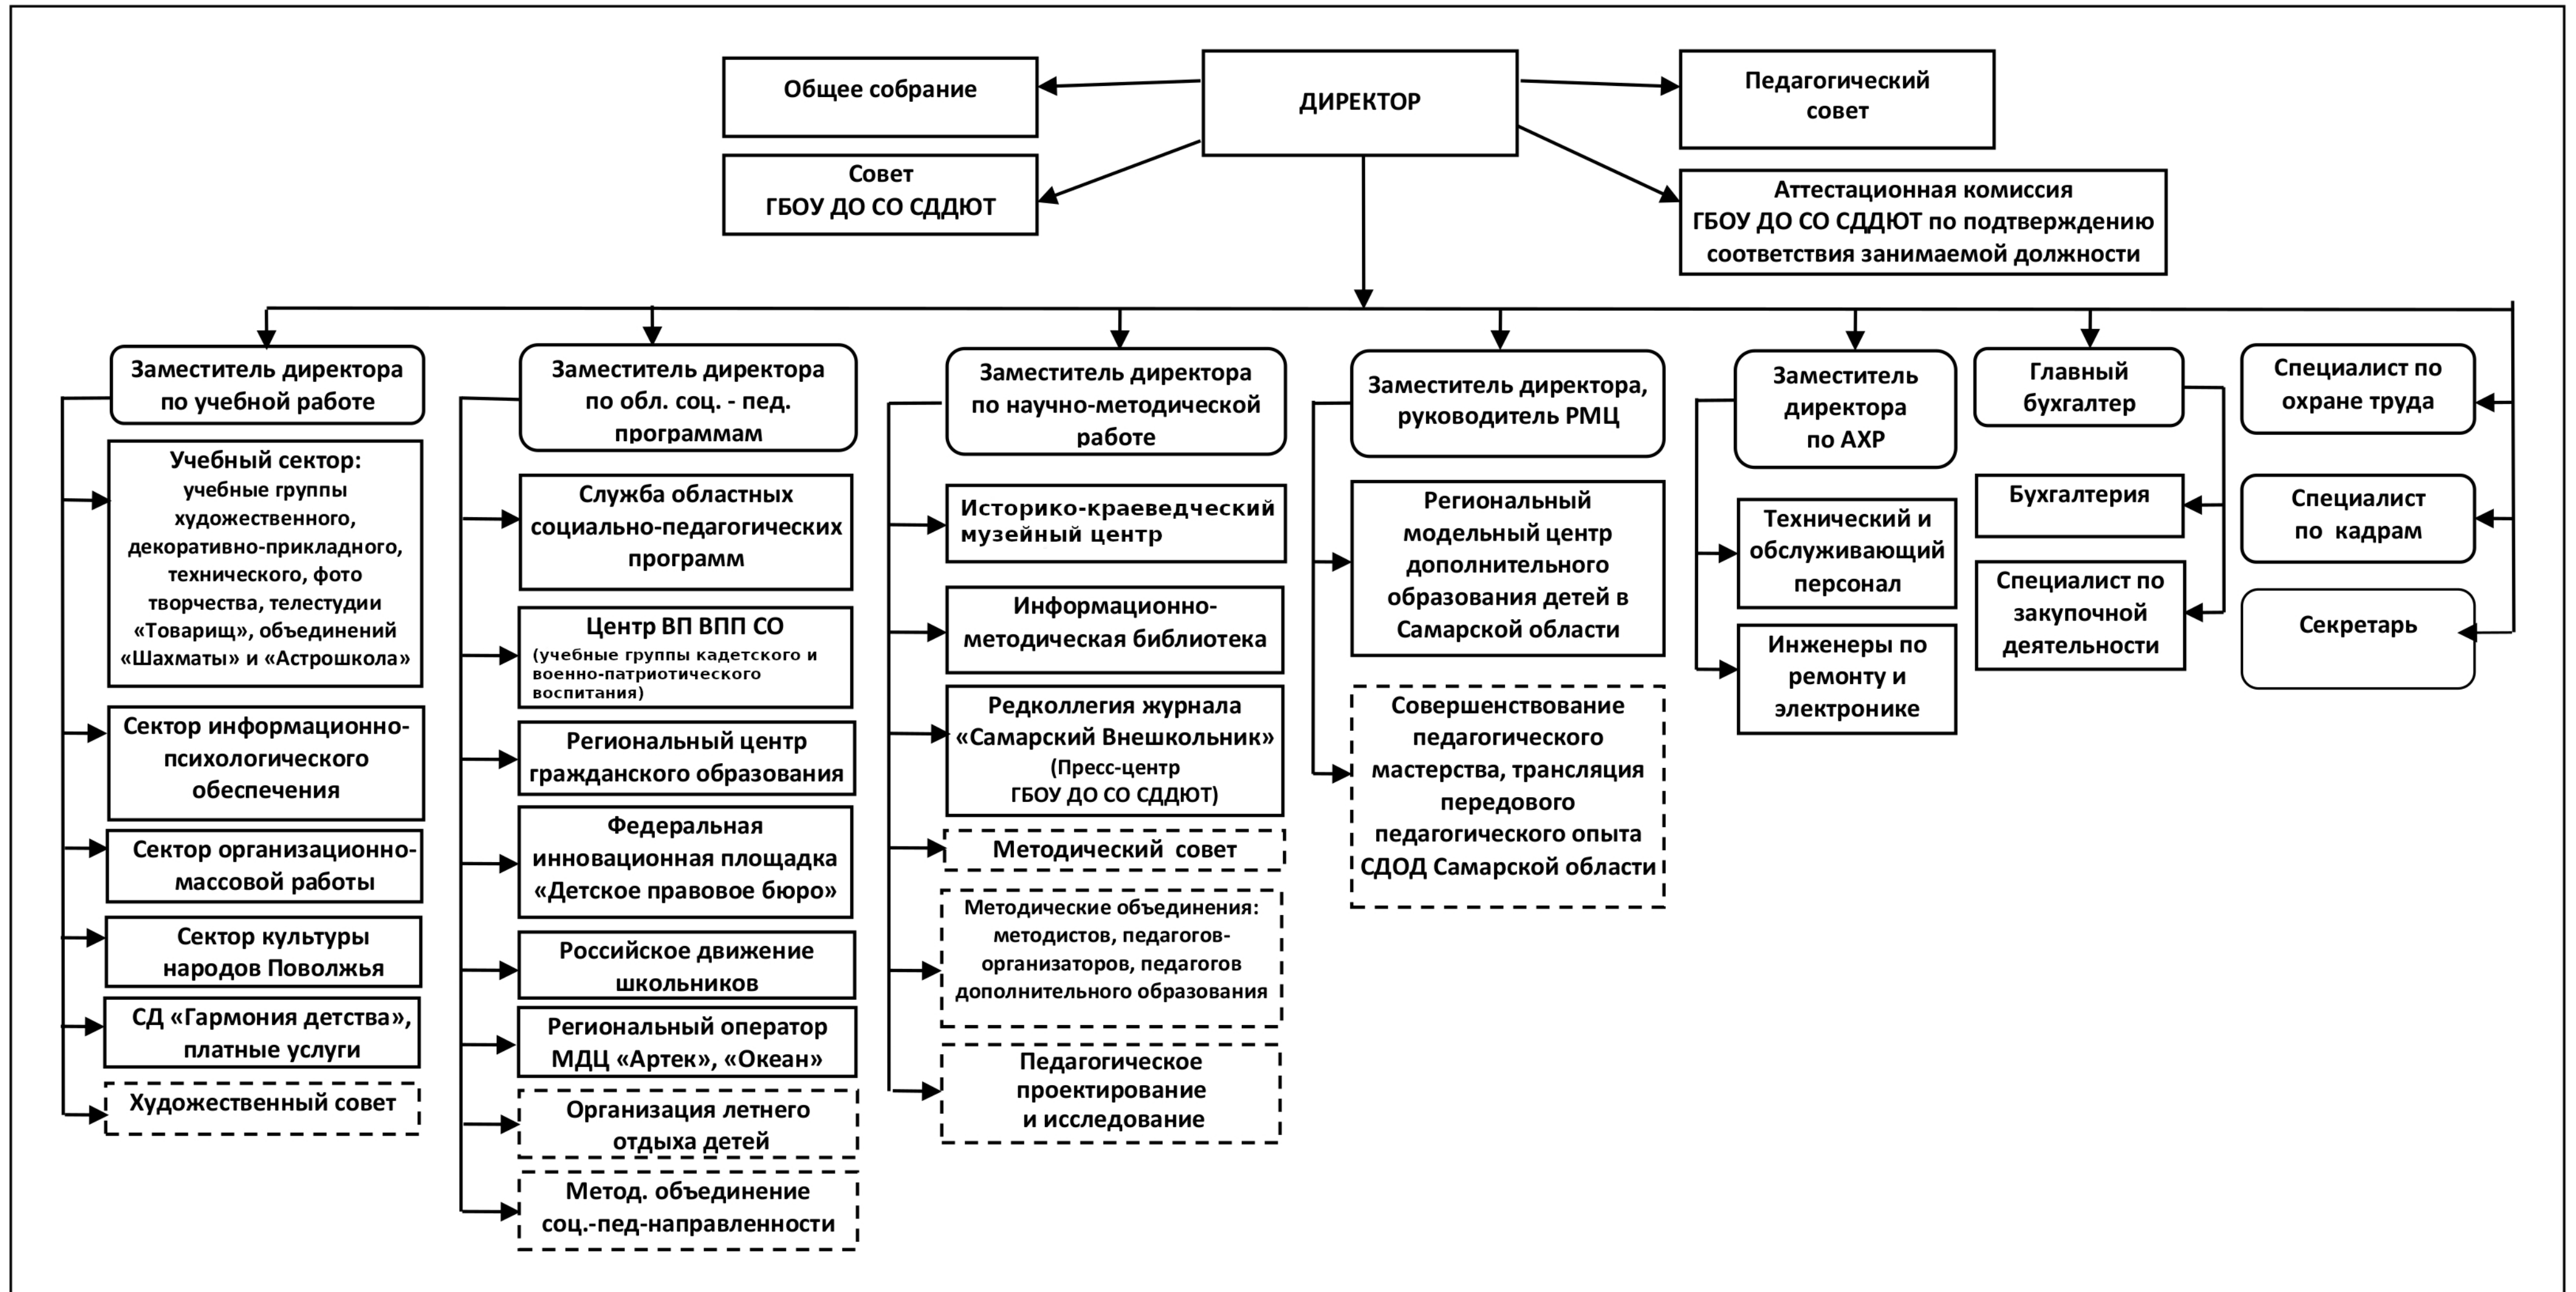 Общее собрание
ДИРЕКТОР
Педагогический
совет
Совет
ГБОУ ДО СО СДДЮТ
Аттестационная комиссия
ГБОУ ДО СО СДДЮТ по подтверждению
соответствия занимаемой должности
Заместитель директора
по учебной работе
Учебный сектор:
учебные группы
художественного,
декоративно-прикладного,
технического, фото
творчества, телестудии
«Товарищ», объединений
«Шахматы» и «Астрошкола»
Сектор информационно-
психологического
обеспечения
Сектор организационно-
массовой работы
Сектор культуры
народов Поволжья
СД «Гармония детства»,
платные услуги
Художественный совет
Заместитель директора
по обл. соц. - пед.
программам
Служба областных
социально-педагогических
программ
Центр ВП ВПП СО
(учебные группы кадетского и
военно-патриотического
воспитания)
Региональный центр
гражданского образования
Федеральная
инновационная площадка
«Детское правовое бюро»
Российское движение
школьников
Региональный оператор
МДЦ «Артек», «Океан»
Организация летнего
отдыха детей
Метод. объединение
соц.-пед-направленности
Заместитель директора
по научно-методической
работе
Историко-краеведческий
музейный центр
Информационно-
методическая библиотека
Редколлегия журнала
«Самарский Внешкольник»
(Пресс-центр
ГБОУ ДО СО СДДЮТ)
Методический совет
Методические объединения:
методистов, педагогов-
организаторов, педагогов
дополнительного образования
Педагогическое
проектирование
и исследование
Заместитель директора,
руководитель РМЦ
Региональный
модельный центр
дополнительного
образования детей в
Самарской области
Совершенствование
педагогического
мастерства, трансляция
передового
педагогического опыта
СДОД Самарской области
Заместитель
директора
по АХР
Технический и
обслуживающий
персонал
Инженеры по
ремонту и
электронике
Главный
бухгалтер
Бухгалтерия
Специалист по
закупочной
деятельности
Специалист по
охране труда
Специалист
по кадрам
Секретарь